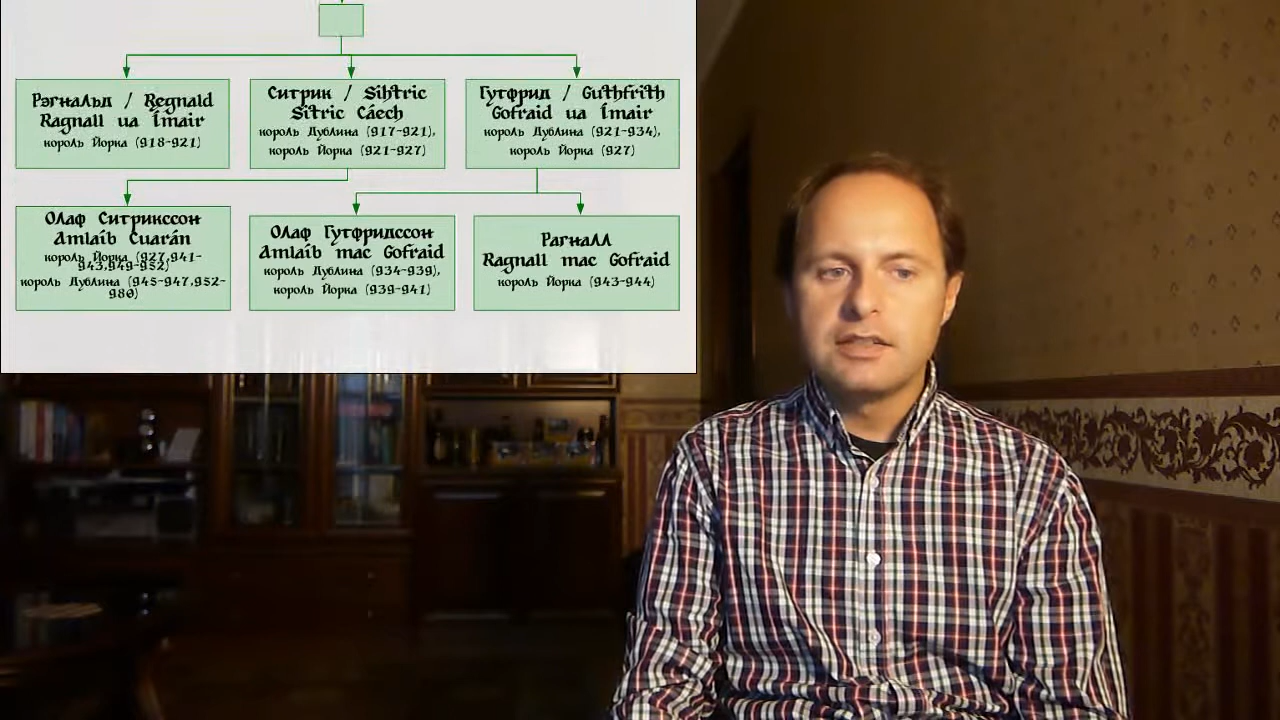 Рэгнальд / Regnald
Ragnall ua Ímair
король Йорка (918-921)
Ситрик / Sihtric
Sitric Cáech
король Дублина (917-921),
король Йорка (921-927)
Гутфрид / Guthfrith
Gofraid ua Ímair
король Дублина (921-934),
король Йорка (927)
Олаф Ситрикссон
Amlaíb Cuarán
король Йорка (927,941-
943,949-952)
король Дублина (945-947,952-
980)
Олаф Гутфридссон
Amlaíb mac Gofraid
король Дублина (934-939),
король Йорка (939-941)
Рагналл
Ragnall mac Gofraid
король Йорка (943-944)